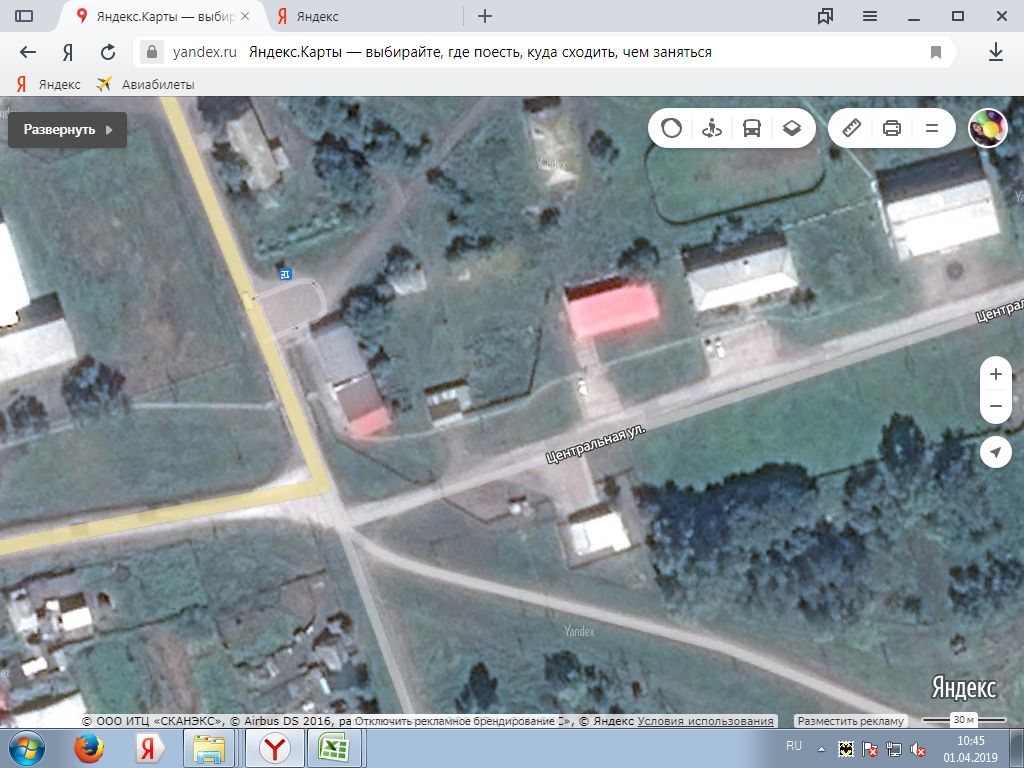 Яндекс.Карты — выбир
Яндекс
yandex.ru Яндекс.Карты — выбирайте, где поесть, куда сходить, чем заняться
Яндекс Авиабилеты
Развернуть
Yandex
Централ
Центральная ул.
Yandex
Яндекс
© ООО ИТЦ «СКАНЭКС», © Airbus DS 2016, ра Отключить рекламное брендирование С», © Яндекс Условия использования Разместить рекламу 30 м
RU 10:45
01.04.2019